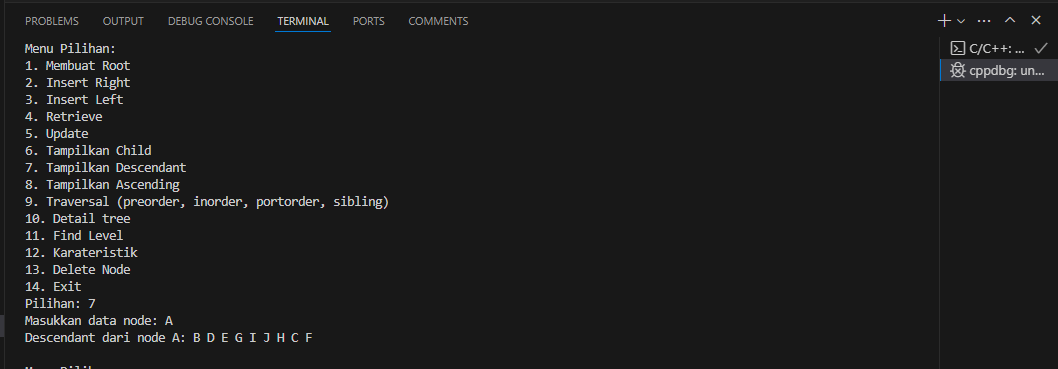 PROBLEMS OUTPUT DEBUG CONSOLE TERMINAL PORTS COMMENTS
Menu Pilihan:
1. Membuat Root
2. Insert Right
3. Insert Left
4. Retrieve
5. Update
6. Tampilkan Child
7. Tampilkan Descendant
8. Tampilkan Ascending
9. Traversal (preorder, inorder, portorder, sibling)
10. Detail tree
11. Find Level
12. Karateristik
13. Delete Node
14. Exit
Pilihan: 7
Masukkan data node: A
Descendant dari node A: B D E G I J H C F
C/C++: ...
cppdbg: un...